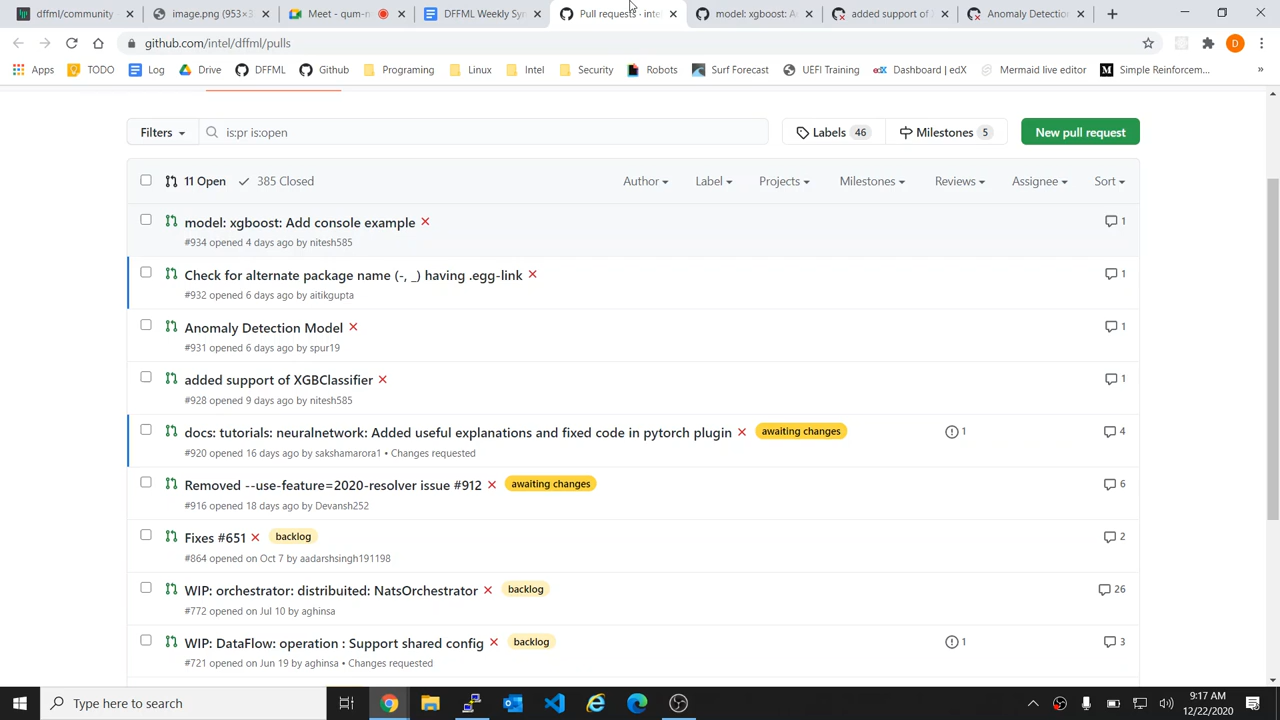 dffml/community
image.png (953×3
Meet - qum-n
DFFML Weekly Syn
Pull requests · inte
model: xgboost: A
added support of X
Anomaly Detection
github.com/intel/dffml/pulls
Apps
TODO
Log
Drive
DFFML
Github
Programing
Linux
Intel
Security
Robots
Surf Forecast
UEFI Training
Dashboard | edX
Mermaid live editor
Simple Reinforcem...
»
Filters
is:pr is:open
Labels 46
Milestones 5
New pull request
11 Open
385 Closed
Author
Label
Projects
Milestones
Reviews
Assignee
Sort
model: xgboost: Add console example
1
#934 opened 4 days ago by nitesh585
Check for alternate package name (-, _) having .egg-link
1
#932 opened 6 days ago by aitikgupta
Anomaly Detection Model
1
#931 opened 6 days ago by spur19
added support of XGBClassifier
1
#928 opened 9 days ago by nitesh585
docs: tutorials: neuralnetwork: Added useful explanations and fixed code in pytorch plugin
awaiting changes
1
4
#920 opened 16 days ago by sakshamarora1 • Changes requested
Removed --use-feature=2020-resolver issue #912
awaiting changes
6
#916 opened 18 days ago by Devansh252
Fixes #651
backlog
2
#864 opened on Oct 7 by aadarshsingh191198
WIP: orchestrator: distribuited: NatsOrchestrator
backlog
26
#772 opened on Jul 10 by aghinsa
WIP: DataFlow: operation : Support shared config
backlog
1
3
#721 opened on Jun 19 by aghinsa • Changes requested
Type here to search
9:17 AM
12/22/2020